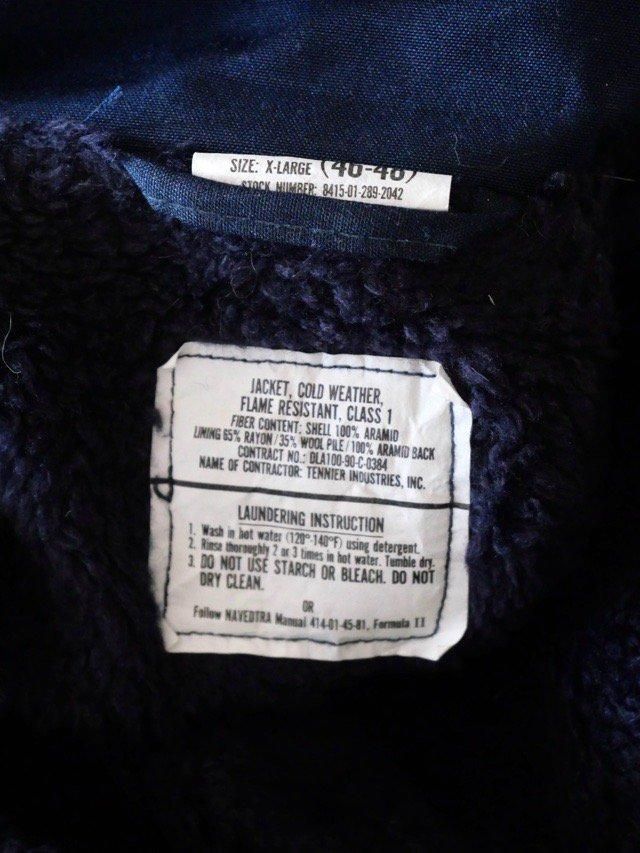 SIZE: X-LARGE (46-48)
STOCK NUMBER: 8415-01-289-2042
JACKET, COLD WEATHER,
FLAME RESISTANT, CLASS 1
FIBER CONTENT: SHELL 100% ARAMID
LINING 65% RAYON/35% WOOL PILE/100% ARAMID BACK
CONTRACT NO.: DLA100-90-C-0384
NAME OF CONTRACTOR: TENNIER INDUSTRIES, INC.
LAUNDERING INSTRUCTION
1. Wash in hot water (120°-140°F) using detergent.
2. Rinse thoroughly 2 or 3 times in hot water. Tumble dry.
3. DO NOT USE STARCH OR BLEACH. DO NOT
DRY CLEAN.
OR
Follow NAVEDTRA Manual 414-01-45-81, Formula II